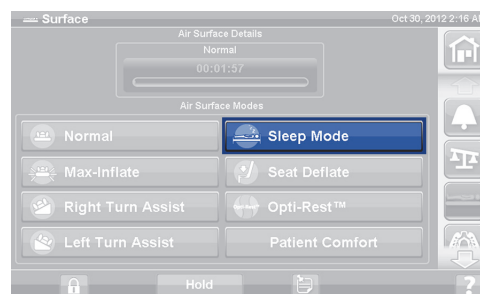 Surface
Oct 30, 2012 2:16 A
Air Surface Details
Normal
00:01:57
Air Surface Modes
Normal
Sleep Mode
Max-Inflate
Seat Deflate
Right Turn Assist
Opti-Rest™
Left Turn Assist
Patient Comfort
Hold
?